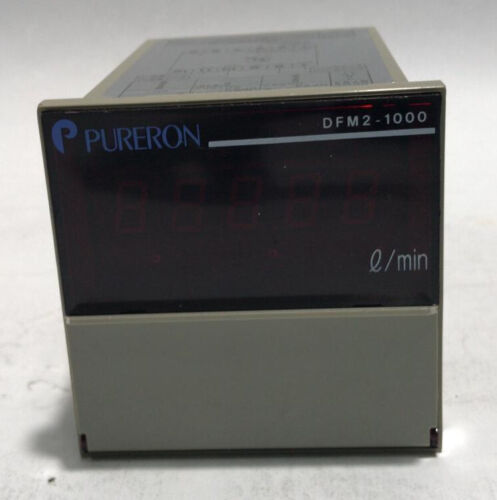 PURERON
DFM2-1000
ℓ/min